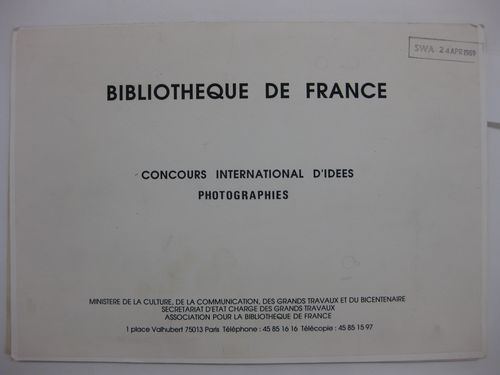 SWA 24 APR 1989
BIBLIOTHEQUE DE FRANCE
CONCOURS INTERNATIONAL D'IDEES
PHOTOGRAPHIES
MINISTERE DE LA CULTURE, DE LA COMMUNICATION, DES GRANDS TRAVAUX ET DU BICENTENAIRE
SECRETARIAT D'ETAT CHARGE DES GRANDS TRAVAUX
ASSOCIATION POUR LA BIBLIOTHEQUE DE FRANCE
1 place Valhubert 75013 Paris Téléphone : 45 85 16 16 Télécopie : 45 85 15 97